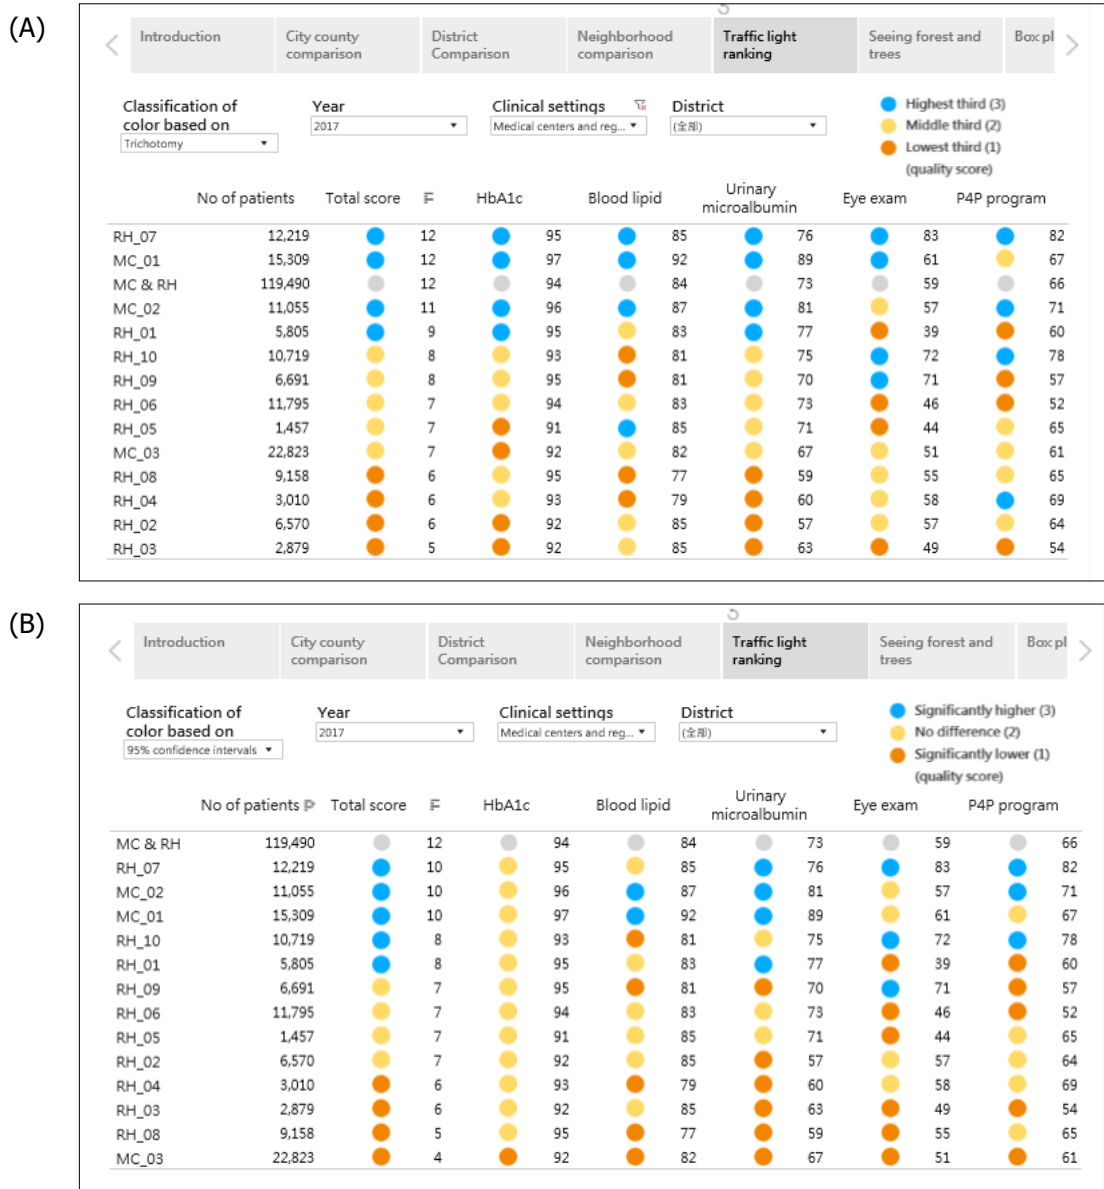 (A)
Introduction
City county comparison
District Comparison
Neighborhood comparison
Traffic light ranking
Seeing forest and trees
Box pl
Classification of color based on
Trichotomy
Year
2017
Clinical settings
Medical centers and reg...
District
(全部)
Highest third (3)
Middle third (2)
Lowest third (1)
(quality score)
No of patients Total score HbA1c Blood lipid Urinary microalbumin Eye exam P4P program
RH_07 12,219 12 95 85 76 83 82
MC_01 15,309 12 97 92 89 61 67
MC & RH 119,490 12 94 84 73 59 66
MC_02 11,055 11 96 87 81 57 71
RH_01 5,805 9 95 83 77 39 60
RH_10 10,719 8 93 81 75 72 78
RH_09 6,691 8 95 81 70 71 57
RH_06 11,795 7 94 83 73 46 52
RH_05 1,457 7 91 85 71 44 65
MC_03 22,823 7 92 82 67 51 61
RH_08 9,158 6 95 77 59 55 65
RH_04 3,010 6 93 79 60 58 69
RH_02 6,570 6 92 85 57 57 64
RH_03 2,879 5 92 85 63 49 54
(B)
Introduction
City county comparison
District Comparison
Neighborhood comparison
Traffic light ranking
Seeing forest and trees
Box pl
Classification of color based on
95% confidence intervals
Year
2017
Clinical settings
Medical centers and reg...
District
(全部)
Significantly higher (3)
No difference (2)
Significantly lower (1)
(quality score)
No of patients Total score HbA1c Blood lipid Urinary microalbumin Eye exam P4P program
MC & RH 119,490 12 94 84 73 59 66
RH_07 12,219 10 95 85 76 83 82
MC_02 11,055 10 96 87 81 57 71
MC_01 15,309 10 97 92 89 61 67
RH_10 10,719 8 93 81 75 72 78
RH_01 5,805 8 95 83 77 39 60
RH_09 6,691 7 95 81 70 71 57
RH_06 11,795 7 94 83 73 46 52
RH_05 1,457 7 91 85 71 44 65
RH_02 6,570 7 92 85 57 57 64
RH_04 3,010 6 93 79 60 58 69
RH_03 2,879 6 92 85 63 49 54
RH_08 9,158 5 95 77 59 55 65
MC_03 22,823 4 92 82 67 51 61